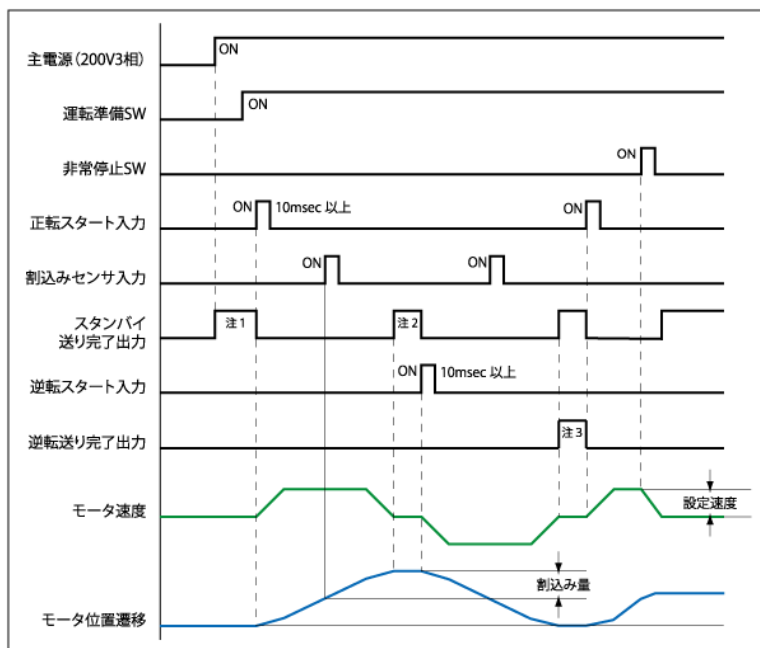 主電源（200V3相）
ON
運転準備SW
ON
非常停止SW
ON
正転スタート入力
ON
10msec 以上
ON
割込みセンサ入力
ON
ON
スタンバイ
送り完了出力
注1
注2
逆転スタート入力
ON
10msec 以上
逆転送り完了出力
注3
モータ速度
設定速度
割込み量
モータ位置遷移